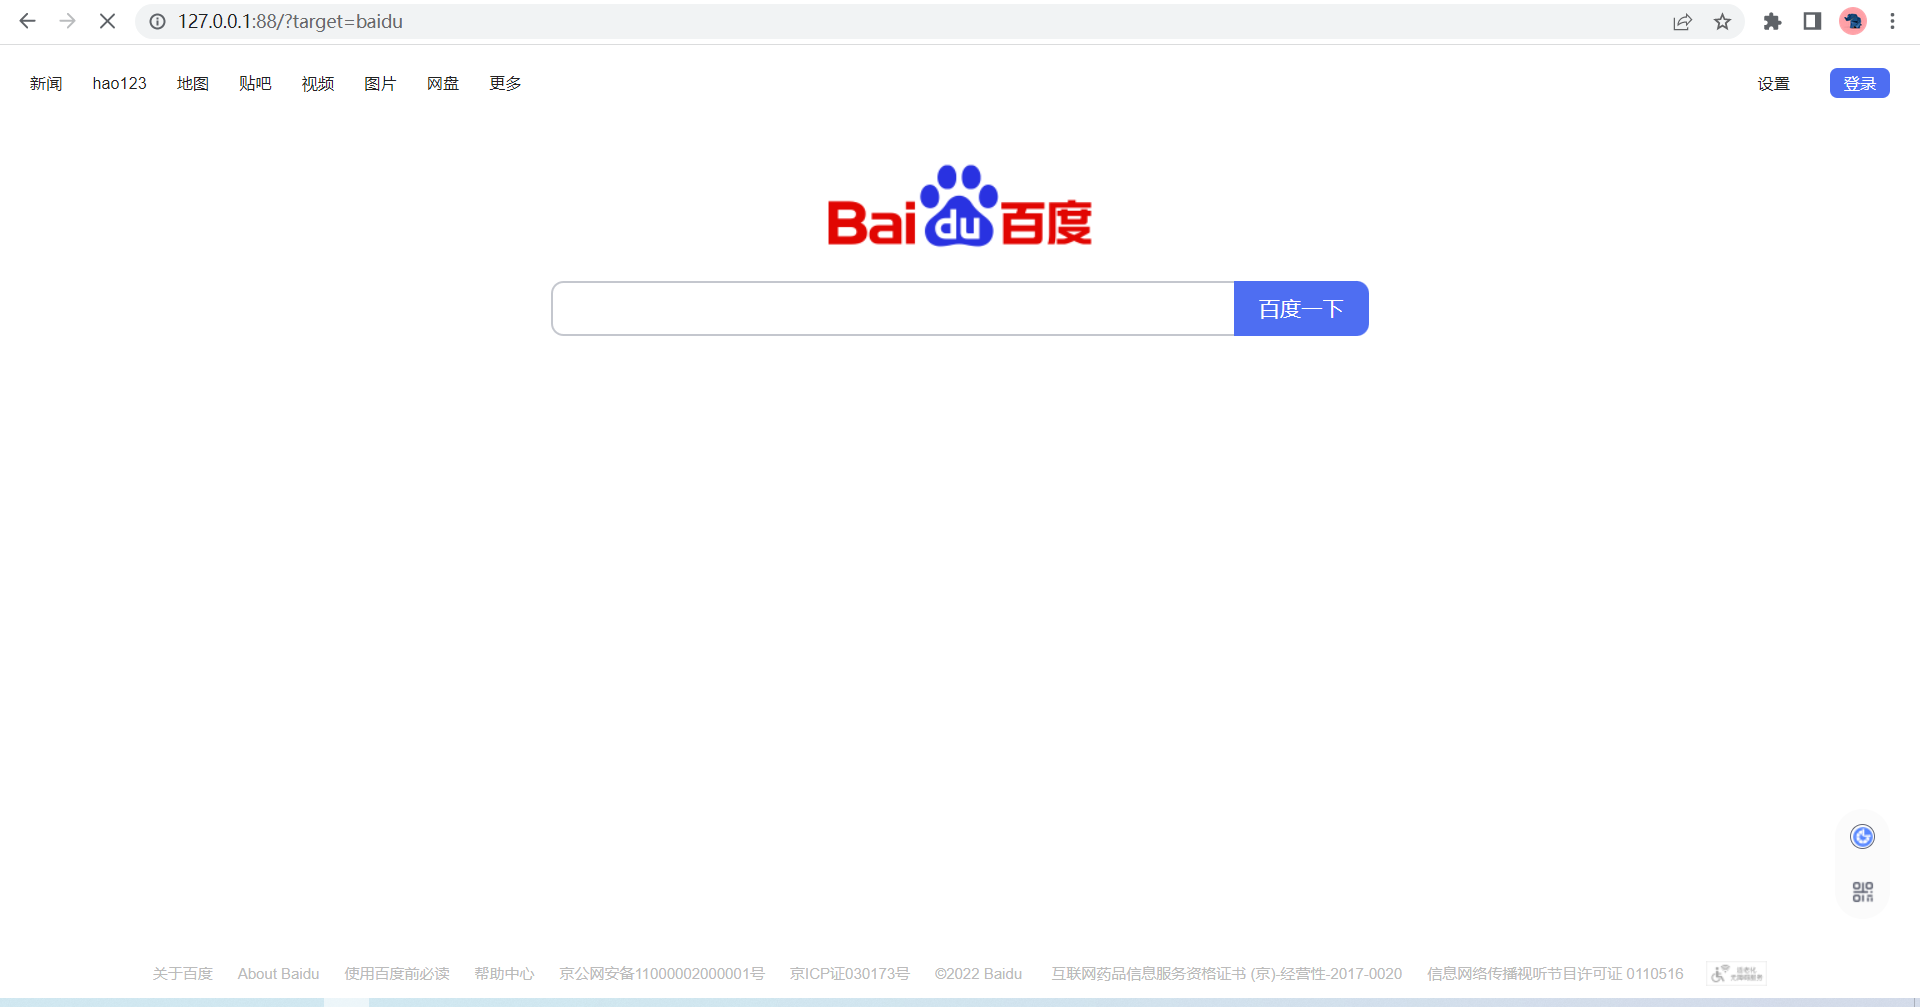 127.0.0.1:88/?target=baidu
新闻 hao123 地图 贴吧 视频 图片 网盘 更多 设置 登录
Bai du 百度
百度一下
关于百度 About Baidu 使用百度前必读 帮助中心 京公网安备11000002000001号 京ICP证030173号 ©2022 Baidu 互联网药品信息服务资格证书 (京)-经营性-2017-0020 信息网络传播视听节目许可证 0110516